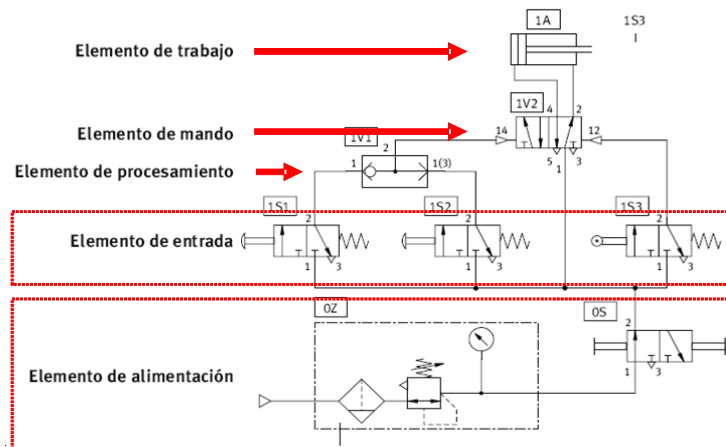 1A
1S3
Elemento de trabajo
1V2
4
2
Elemento de mando
14
12
1V1
2
5
1
3
Elemento de procesamiento
1
1(3)
1S1
1S2
1S3
2
2
2
Elemento de entrada
1
3
1
3
1
3
0Z
0S
2
1
3
Elemento de alimentación